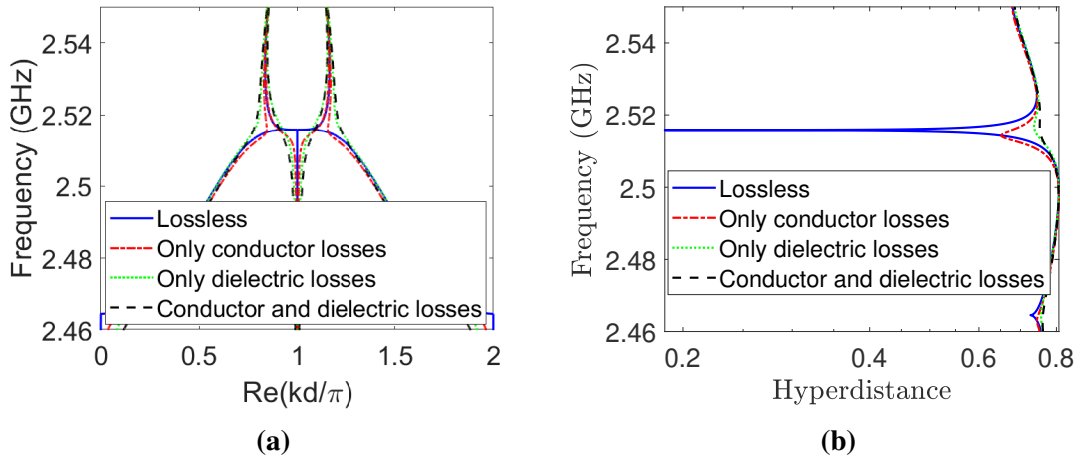 2.54
2.52
2.5
2.48
2.46
Frequency (GHz)
Lossless
Only conductor losses
Only dielectric losses
Conductor and dielectric losses
0 0.5 1 1.5 2
Re(kd/π)
(a)
2.54
2.52
2.5
2.48
2.46
Frequency (GHz)
Lossless
Only conductor losses
Only dielectric losses
Conductor and dielectric losses
0.2 0.4 0.6 0.8
Hyperdistance
(b)